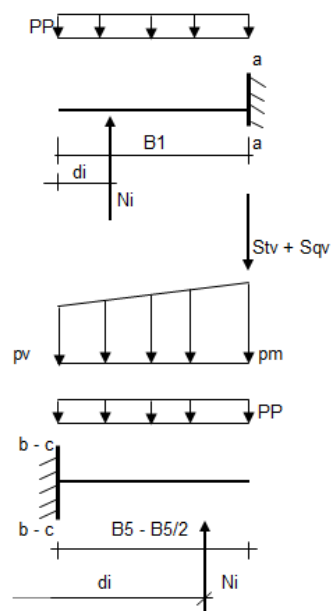 PP
a
B1
a
di
Ni
Stv + Sqv
pv
pm
PP
b - c
b - c
B5 - B5/2
di
Ni